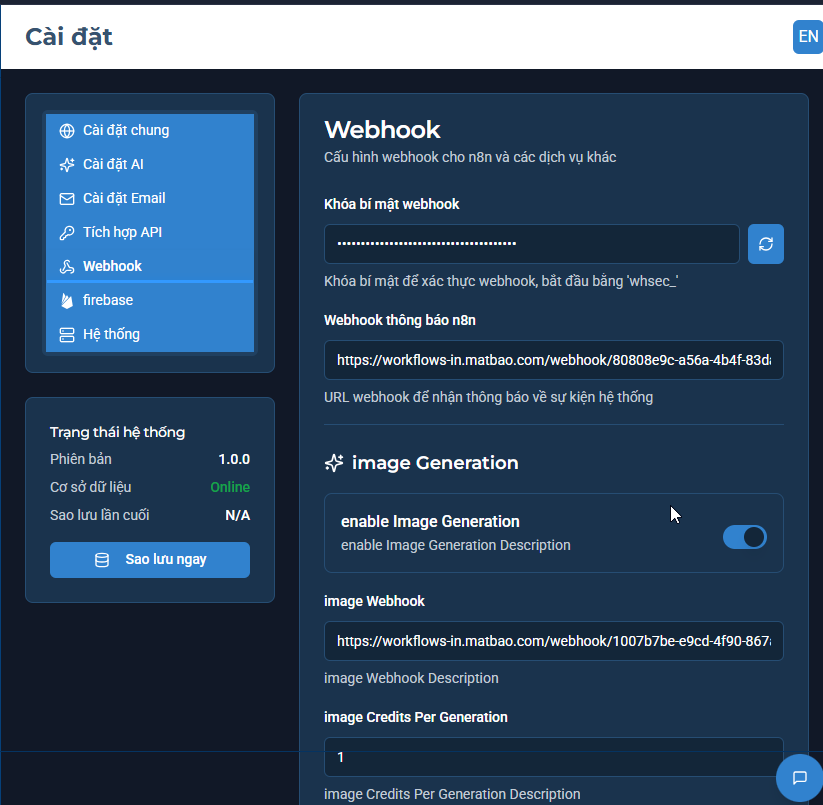 Cài đặt
EN
Cài đặt chung
Cài đặt AI
Cài đặt Email
Tích hợp API
Webhook
firebase
Hệ thống
Trạng thái hệ thống
Phiên bản 1.0.0
Cơ sở dữ liệu Online
Sao lưu lần cuối N/A
Sao lưu ngay
Webhook
Cấu hình webhook cho n8n và các dịch vụ khác
Khóa bí mật webhook
Khóa bí mật để xác thực webhook, bắt đầu bằng 'whsec_'
Webhook thông báo n8n
https://workflows-in.matbao.com/webhook/80808e9c-a56a-4b4f-83d
URL webhook để nhận thông báo về sự kiện hệ thống
image Generation
enable Image Generation
enable Image Generation Description
image Webhook
https://workflows-in.matbao.com/webhook/1007b7be-e9cd-4f90-867
image Webhook Description
image Credits Per Generation
1
image Credits Per Generation Description